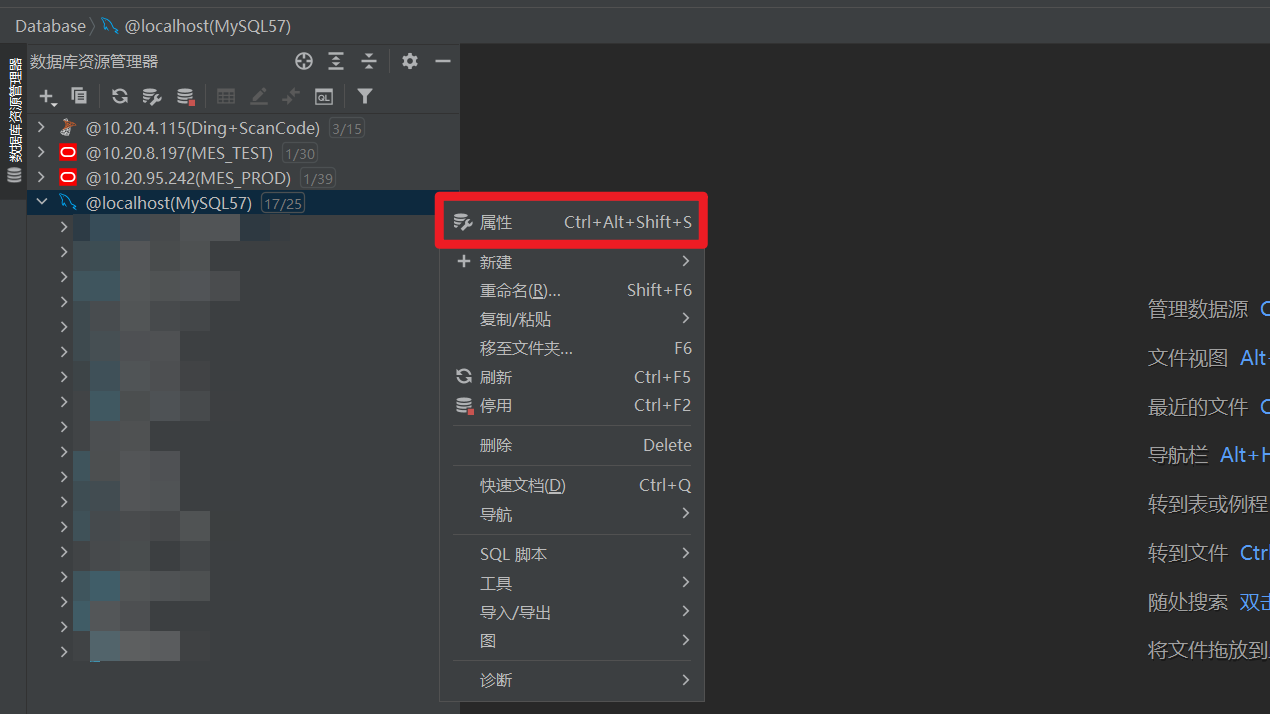 Database
@localhost(MySQL57)
数据库资源管理器
数据库资源管理器
@10.20.4.115(Ding+ScanCode) 3/15
@10.20.8.197(MES_TEST) 1/30
@10.20.95.242(MES_PROD) 1/39
@localhost(MySQL57) 17/25
属性 Ctrl+Alt+Shift+S
新建
重命名(R)... Shift+F6
复制/粘贴
移至文件夹... F6
刷新 Ctrl+F5
停用 Ctrl+F2
删除 Delete
快速文档(D) Ctrl+Q
导航
SQL 脚本
工具
导入/导出
图
诊断
管理数据源
文件视图 Alt+
最近的文件
导航栏 Alt+H
转到表或例程
转到文件 Ctrl
随处搜索 双击
将文件拖放到